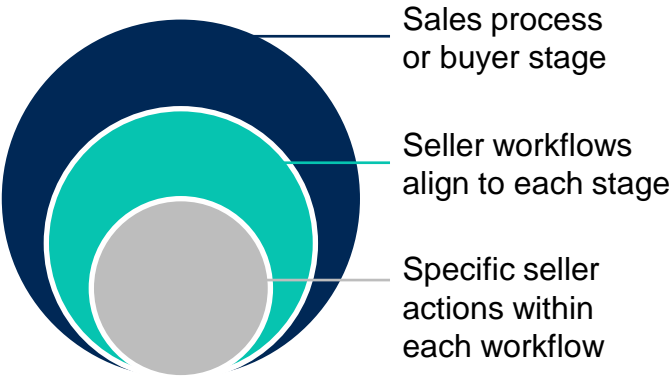 Sales process
or buyer stage
Seller workflows
align to each stage
Specific seller
actions within
each workflow